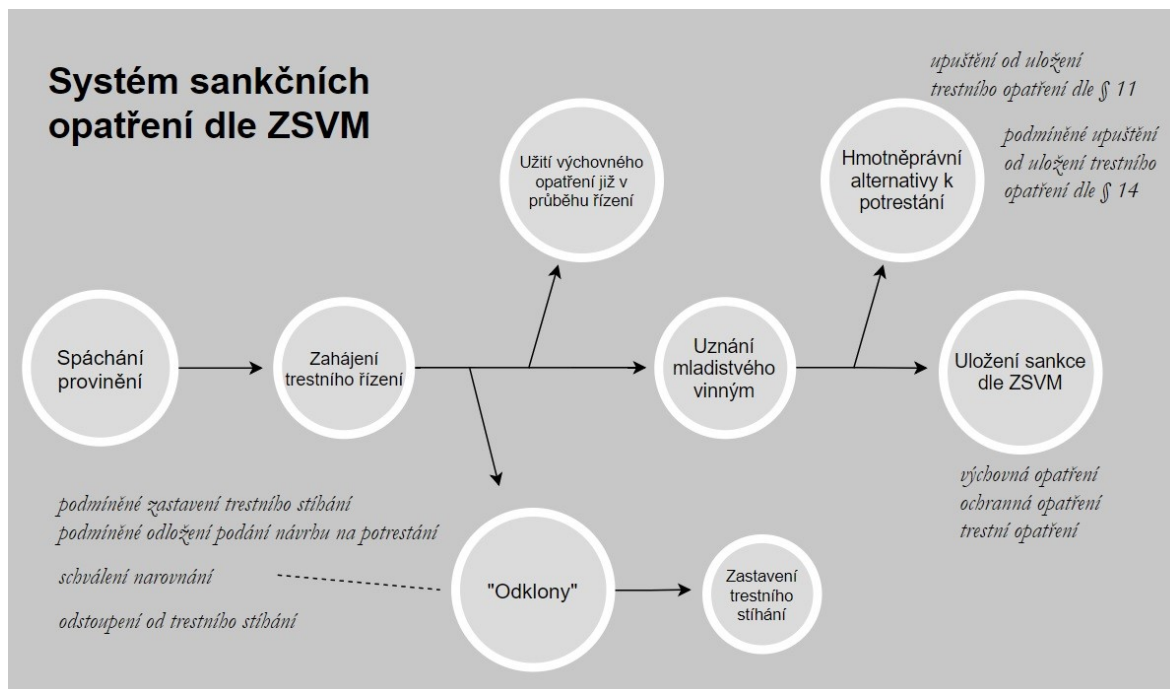 Systém sankčních
opatření dle ZSVM
upuštění od uložení
trestního opatření dle § 11
podmíněné upuštění
od uložení trestního
opatření dle § 14
Užití výchovného
opatření již v
průběhu řízení
Hmotněprávní
alternativy k
potrestání
Spáchání
provinění
Zahájení
trestního řízení
Uznání
mladistvého
vinným
Uložení sankce
dle ZSVM
výchovná opatření
ochranná opatření
trestní opatření
podmíněné zastavení trestního stíhání
podmíněné odložení podání návrhu na potrestání
schválení narovnání
odstoupení od trestního stíhání
"Odklony"
Zastavení
trestního
stíhání